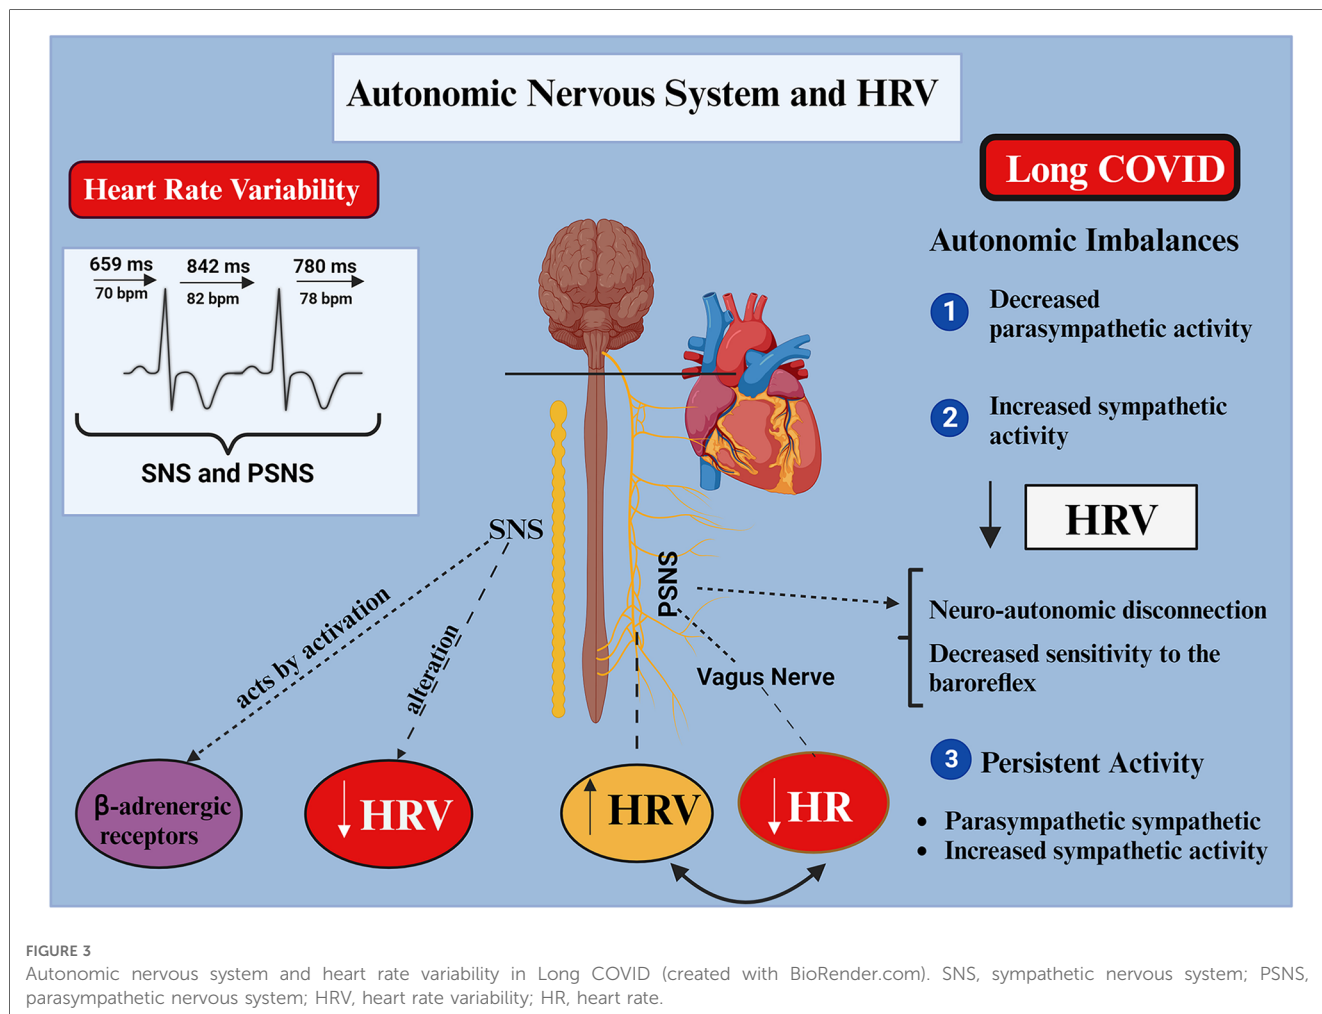 Autonomic Nervous System and HRV
Heart Rate Variability
659 ms
842 ms
780 ms
70 bpm
82 bpm
78 bpm
SNS and PSNS
SNS
acts by activation
alteration
β-adrenergic
receptors
↓ HRV
PSNS
Vagus Nerve
↑ HRV
↓ HR
Long COVID
Autonomic Imbalances
1
Decreased
parasympathetic activity
2
Increased sympathetic
activity
↓ HRV
Neuro-autonomic disconnection
Decreased sensitivity to the
baroreflex
3 Persistent Activity
• Parasympathetic sympathetic
• Increased sympathetic activity
FIGURE 3
Autonomic nervous system and heart rate variability in Long COVID (created with BioRender.com). SNS, sympathetic nervous system; PSNS,
parasympathetic nervous system; HRV, heart rate variability; HR, heart rate.